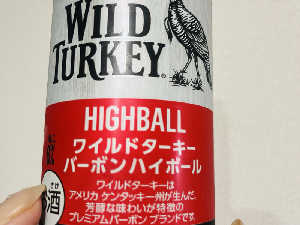 WILD
TURKEY®
HIGHBALL
ワイルドターキー
バーボンハイボール
ワイルドターキーは
アメリカ ケンタッキー州が生んだ、
芳醇な味わいが特徴の
プレミアムバーボン ブランドです。
酒